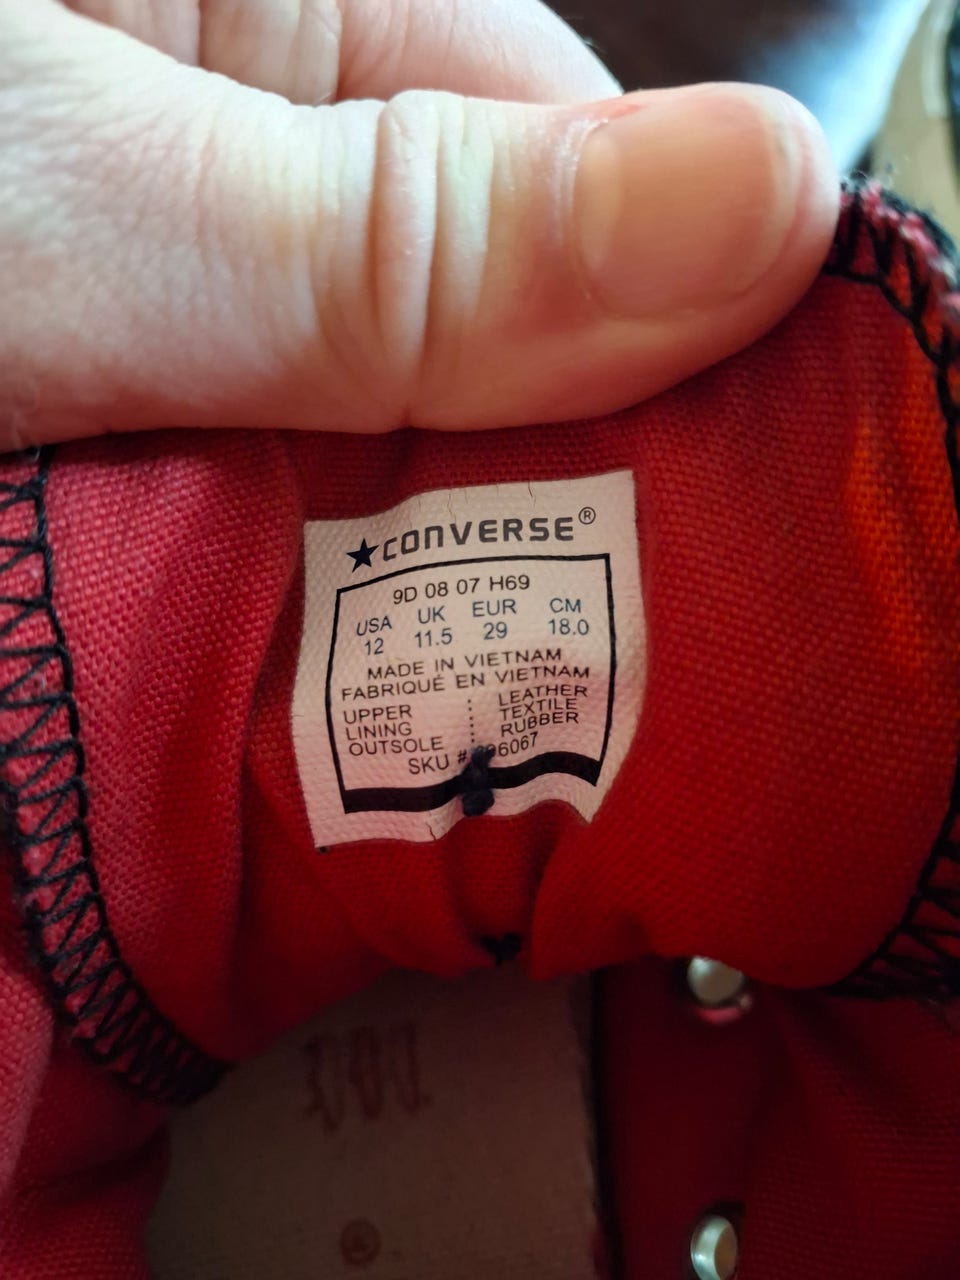 ★CONVERSE®
9D 08 07 H69
USA UK EUR CM
12 11.5 29 18.0
MADE IN VIETNAM
FABRIQUÉ EN VIETNAM
UPPER : LEATHER
LINING : TEXTILE
OUTSOLE : RUBBER
SKU #